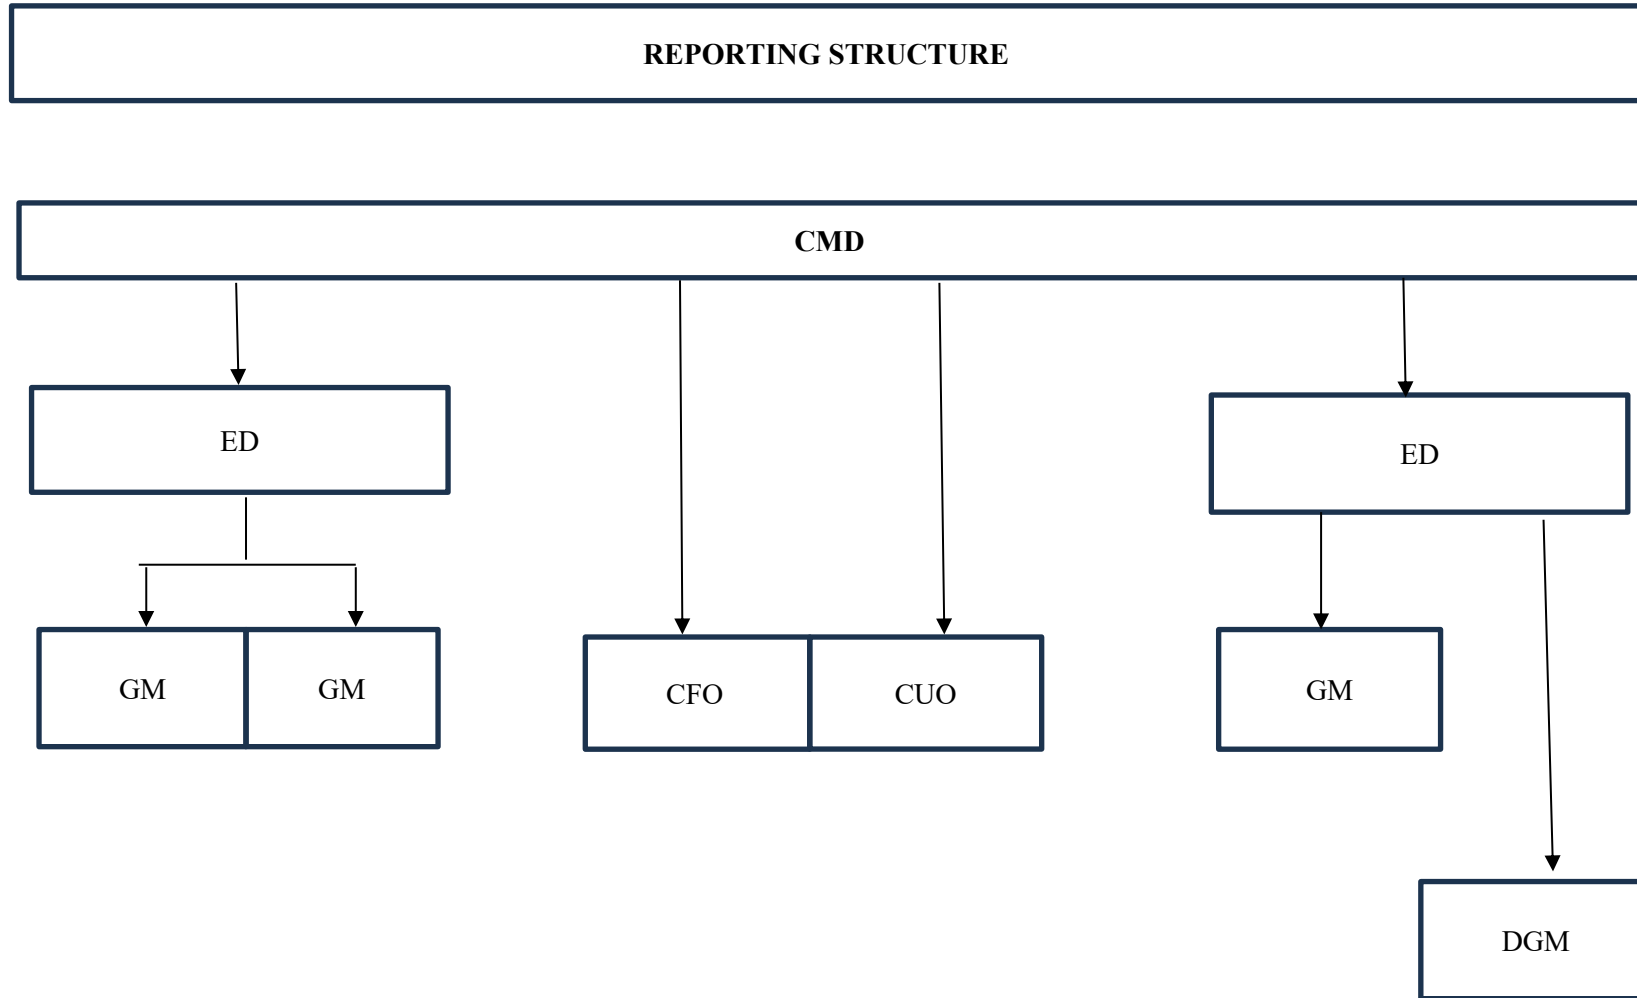 REPORTING STRUCTURE
CMD
ED
ED
GM
GM
CFO
CUO
GM
DGM